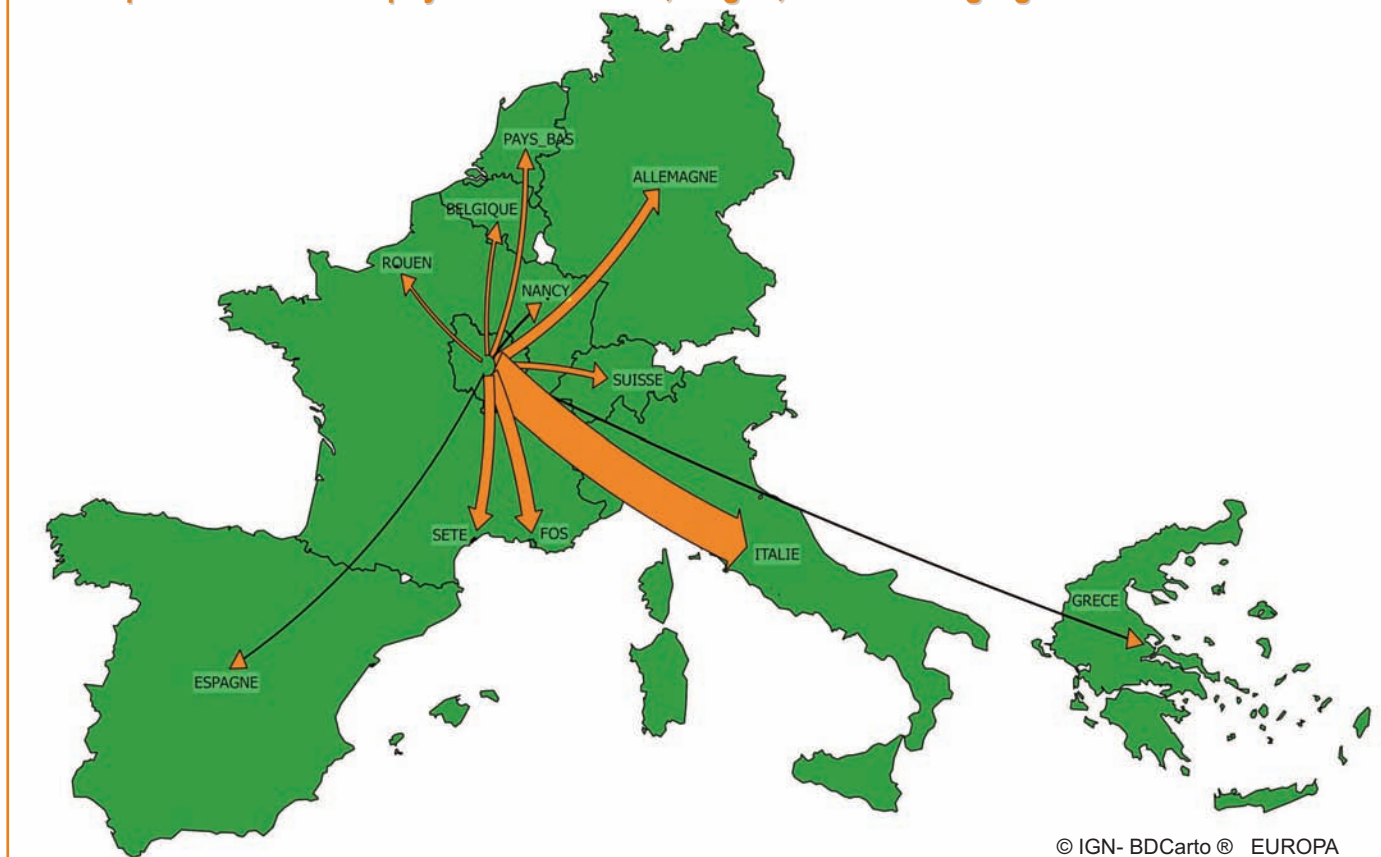 PAYS_BAS
ALLEMAGNE
BELGIQUE
ROUEN
NANCY
SUISSE
SETE
FOS
ITALIE
GRECE
ESPAGNE
© IGN- BDCarto ® EUROPA